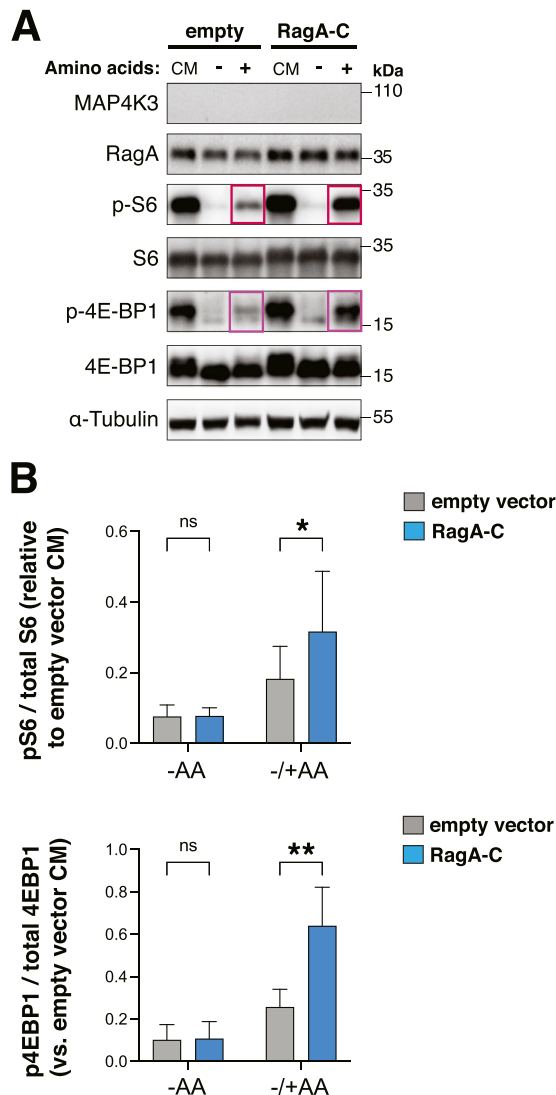 A
empty RagA-C
Amino acids: CM - + CM - + kDa
MAP4K3 110
RagA 35
p-S6 35
S6 35
p-4E-BP1 15
4E-BP1 15
α-Tubulin 55
B
empty vector
RagA-C
pS6 / total S6 (relative
to empty vector CM)
0.6
0.4
0.2
0.0
ns *
-AA -/+AA
empty vector
RagA-C
p4EBP1 / total 4EBP1
(vs. empty vector CM)
1.0
0.8
0.6
0.4
0.2
0.0
ns **
-AA -/+AA